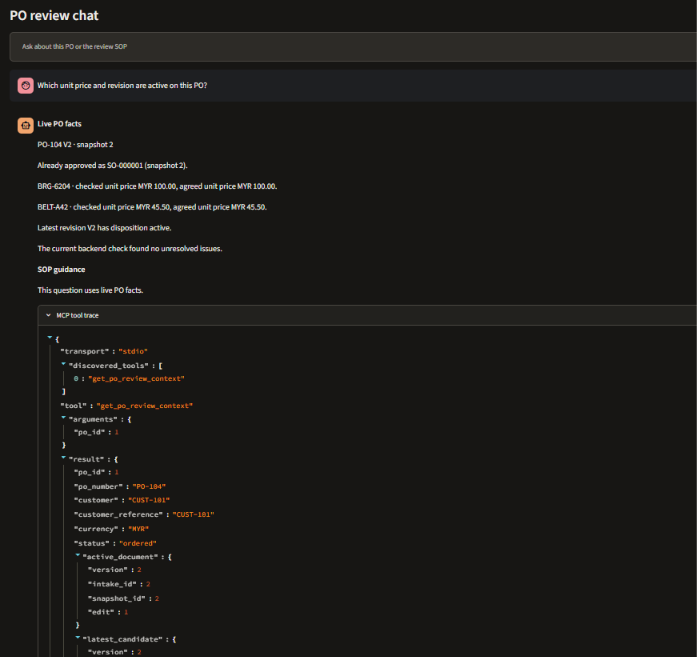 PO review chat
Ask about this PO or the review SOP
Which unit price and revision are active on this PO?
Live PO facts
PO-104 V2 · snapshot 2
Already approved as SO-000001 (snapshot 2).
BRG-6204 · checked unit price MYR 100.00, agreed unit price MYR 100.00.
BELT-A42 · checked unit price MYR 45.50, agreed unit price MYR 45.50.
Latest revision V2 has disposition active.
The current backend check found no unresolved issues.
SOP guidance
This question uses live PO facts.
MCP tool trace
{
"transport" : "stdio"
"discovered_tools" : [
0 : "get_po_review_context"
]
"tool" : "get_po_review_context"
"arguments" : {
"po_id" : 1
}
"result" : {
"po_id" : 1
"po_number" : "PO-104"
"customer" : "CUST-101"
"customer_reference" : "CUST-101"
"currency" : "MYR"
"status" : "ordered"
"active_document" : {
"version" : 2
"intake_id" : 2
"snapshot_id" : 2
"edit" : 1
}
"latest_candidate" : {
"version" : 2